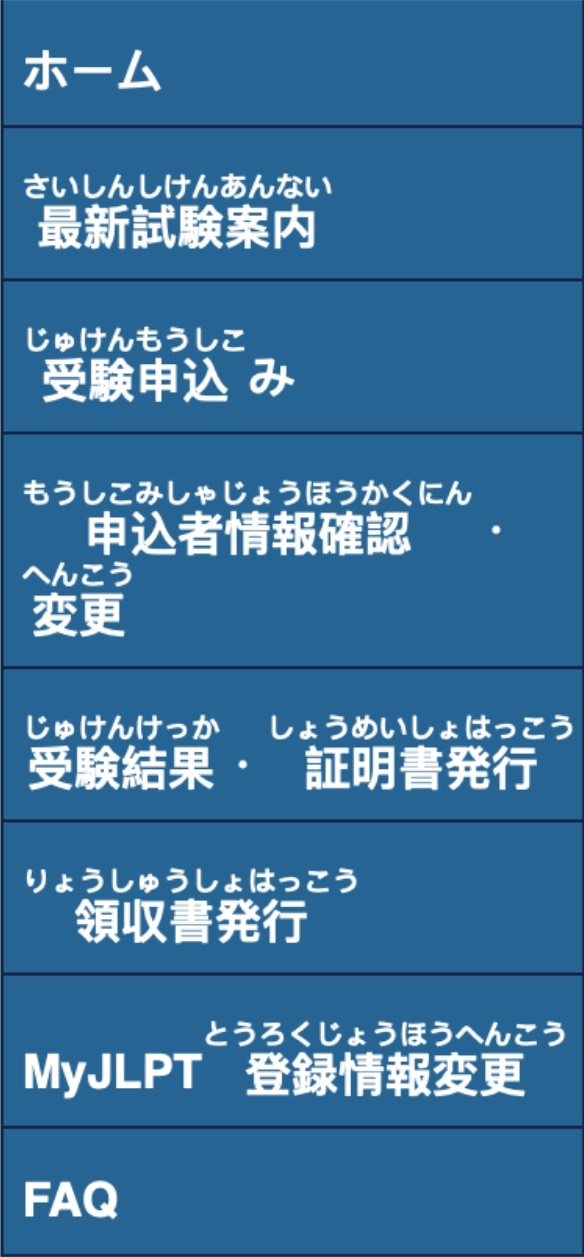 ホーム
さいしんしけんあんない
最新試験案内
じゅけんもうしこ
受験申込 み
もうしこみしゃじょうほうかくにん
申込者情報確認 ・
へんこう
変更
じゅけんけっか しょうめいしょはっこう
受験結果 ・ 証明書発行
りょうしゅうしょはっこう
領収書発行
とうろくじょうほうへんこう
MyJLPT 登録情報変更
FAQ